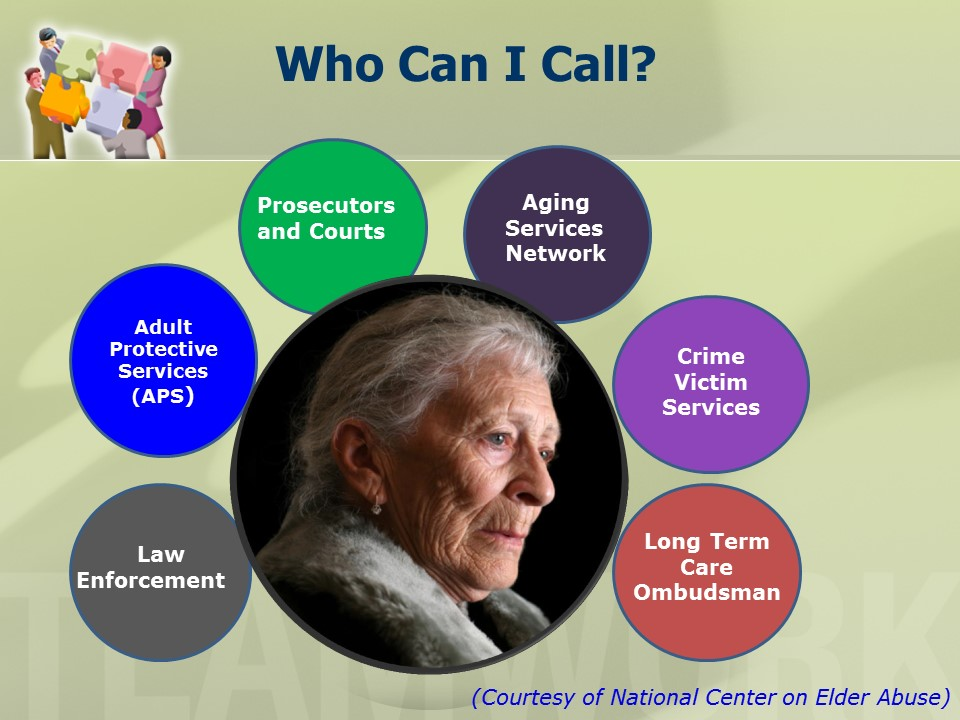 Who Can I Call?
Prosecutors
and Courts
Aging
Services
Network
Adult
Protective
Services
(APS)
Crime
Victim
Services
Law
Enforcement
Long Term
Care
Ombudsman
TEAMWORK
(Courtesy of National Center on Elder Abuse)